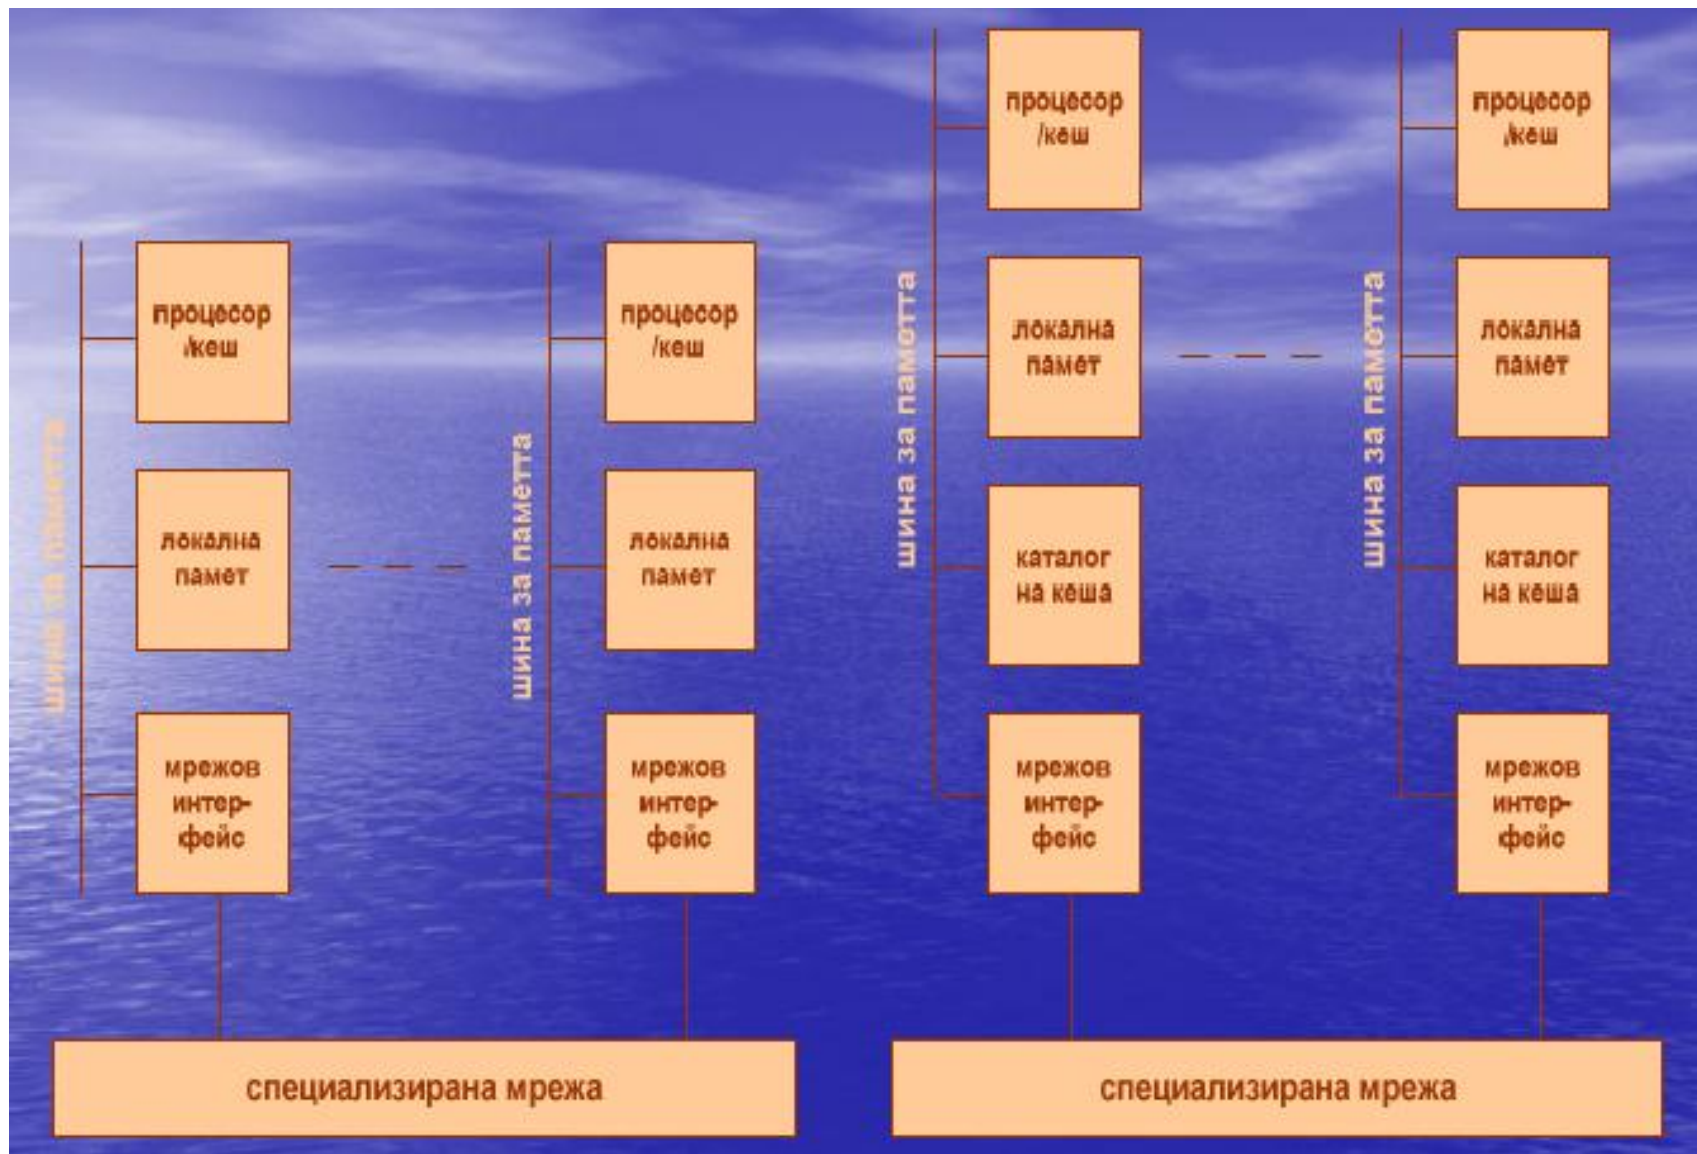 шина за паметта
процесор
/кеш
локална
памет
мрежов
интер-
фейс
шина за паметта
процесор
/кеш
локална
памет
мрежов
интер-
фейс
специализирана мрежа
шина за паметта
процесор
/кеш
локална
памет
каталог
на кеша
мрежов
интер-
фейс
шина за паметта
процесор
/кеш
локална
памет
каталог
на кеша
мрежов
интер-
фейс
специализирана мрежа